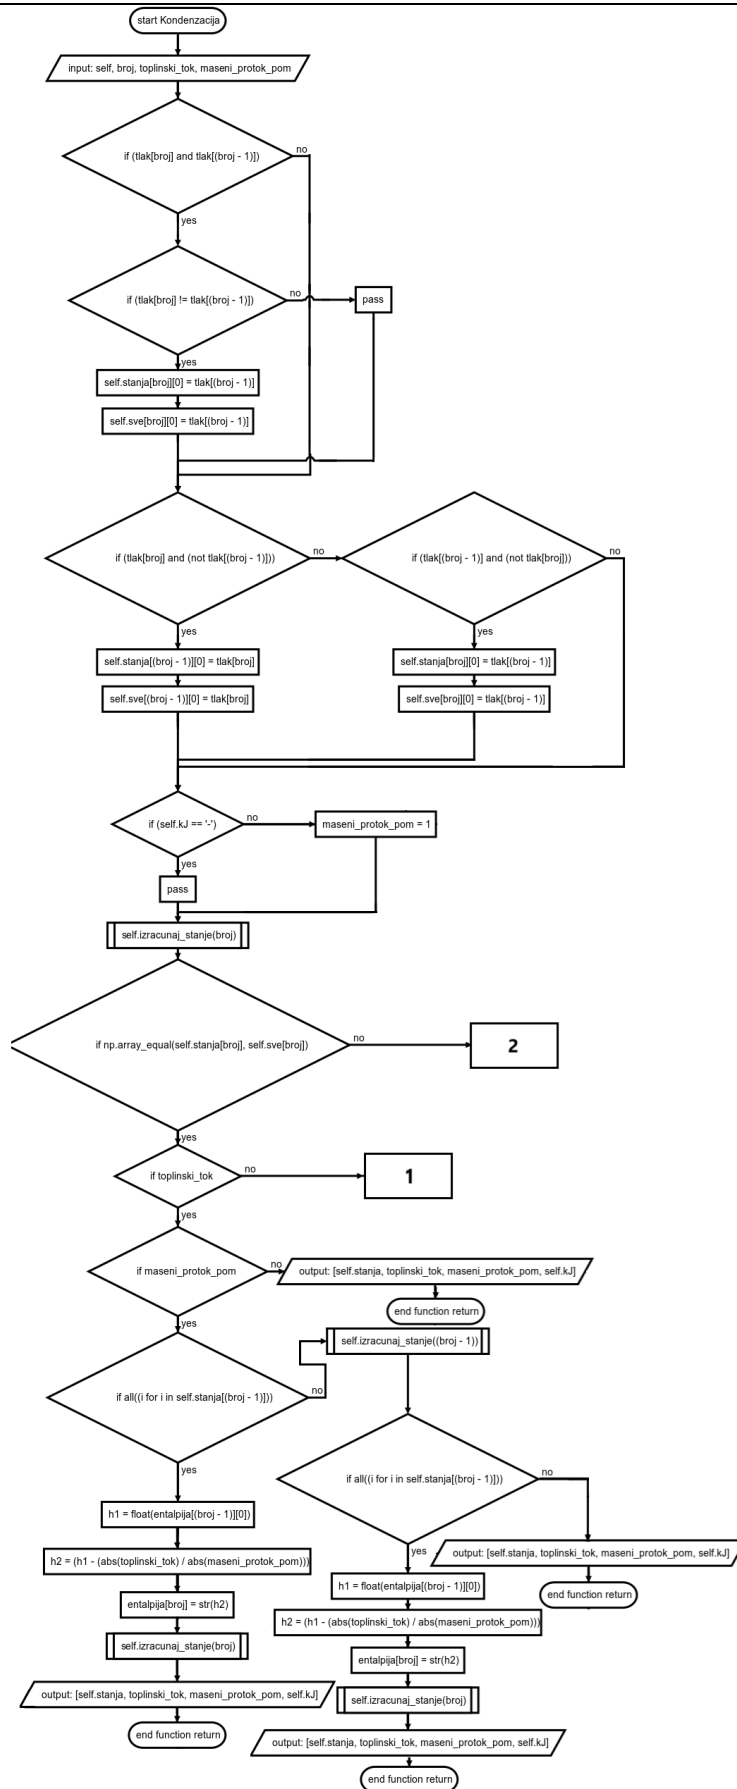 start Kondenzacija
input: self, broj, toplinski_tok, maseni_protok_pom
if (tlak[broj] and tlak[(broj - 1)])
no
yes
if (tlak[broj] != tlak[(broj - 1)])
no
pass
yes
self.stanja[broj][0] = tlak[(broj - 1)]
self.sve[broj][0] = tlak[(broj - 1)]
if (tlak[broj] and (not tlak[(broj - 1)]))
no
if (tlak[(broj - 1)] and (not tlak[broj]))
no
yes
yes
self.stanja[(broj - 1)][0] = tlak[broj]
self.stanja[broj][0] = tlak[(broj - 1)]
self.sve[(broj - 1)][0] = tlak[broj]
self.sve[broj][0] = tlak[(broj - 1)]
if (self.kJ == '-')
no
maseni_protok_pom = 1
yes
pass
self.izracunaj_stanje(broj)
if np.array_equal(self.stanja[broj], self.sve[broj])
no
2
yes
if toplinski_tok
no
1
yes
if maseni_protok_pom
no
output: [self.stanja, toplinski_tok, maseni_protok_pom, self.kJ]
end function return
yes
self.izracunaj_stanje((broj - 1))
if all((i for i in self.stanja[(broj - 1)]))
no
yes
if all((i for i in self.stanja[(broj - 1)]))
no
yes
h1 = float(entalpija[(broj - 1)][0])
output: [self.stanja, toplinski_tok, maseni_protok_pom, self.kJ]
h2 = (h1 - (abs(toplinski_tok) / abs(maseni_protok_pom)))
h1 = float(entalpija[(broj - 1)][0])
end function return
entalpija[broj] = str(h2)
h2 = (h1 - (abs(toplinski_tok) / abs(maseni_protok_pom)))
self.izracunaj_stanje(broj)
entalpija[broj] = str(h2)
output: [self.stanja, toplinski_tok, maseni_protok_pom, self.kJ]
self.izracunaj_stanje(broj)
end function return
output: [self.stanja, toplinski_tok, maseni_protok_pom, self.kJ]
end function return